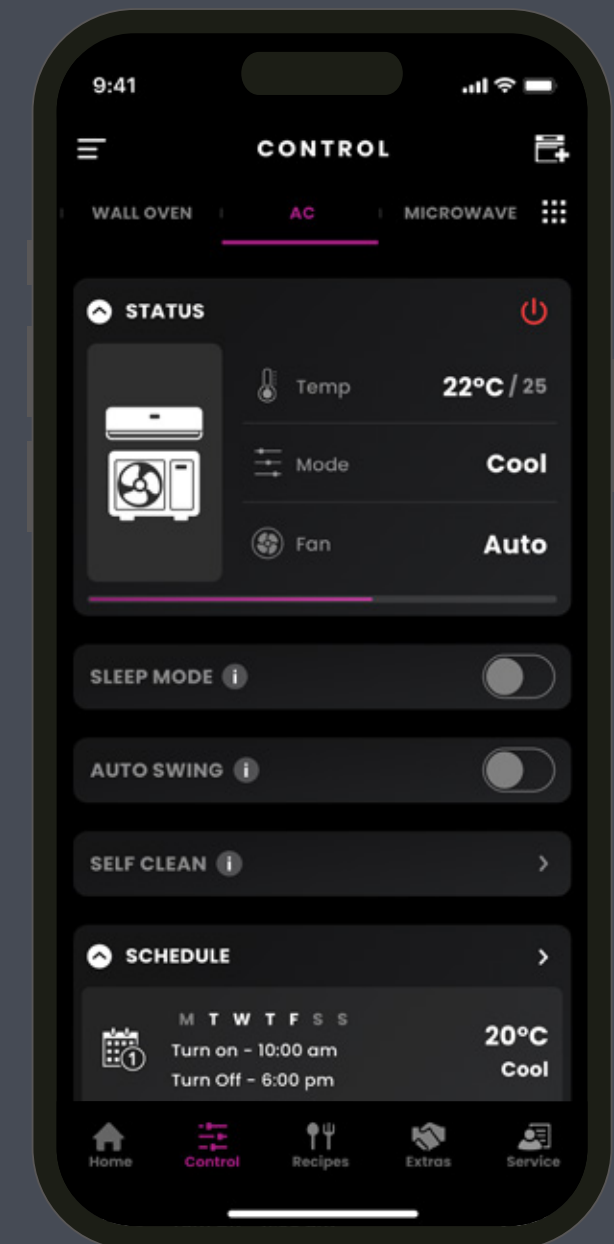 9:41
CONTROL
WALL OVEN AC MICROWAVE
STATUS
Temp 22°C / 25
Mode Cool
Fan Auto
SLEEP MODE i
AUTO SWING i
SELF CLEAN i
SCHEDULE
M T W T F S S
Turn on - 10:00 am
Turn Off - 6:00 pm
20°C
Cool
1
Home Control Recipes Extras Service